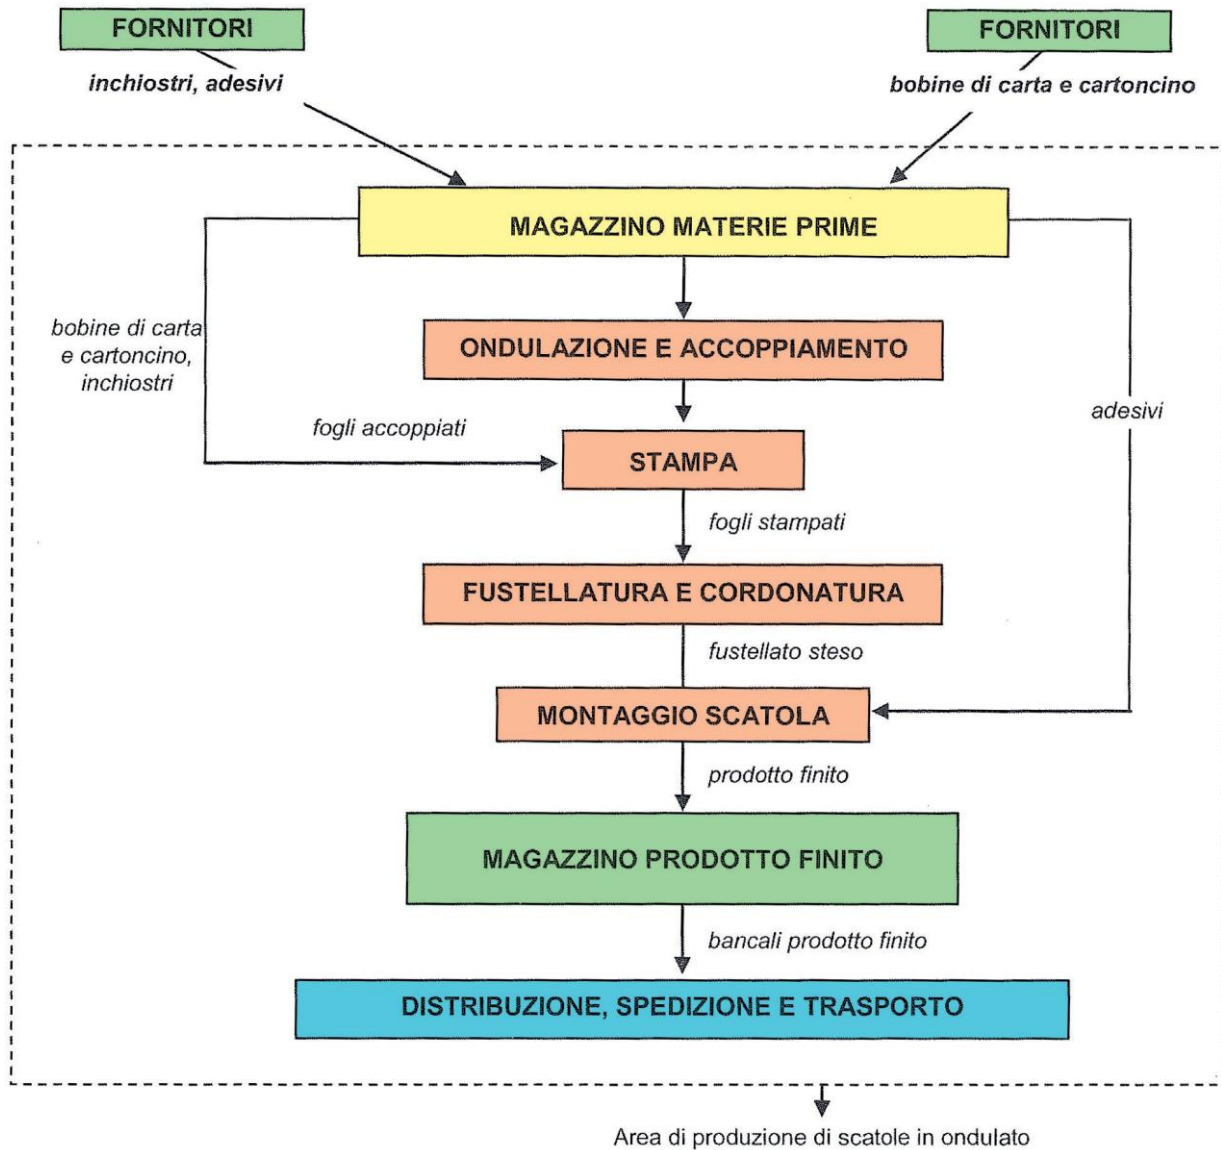 FORNITORI
FORNITORI
inchiostri, adesivi
bobine di carta e cartoncino
MAGAZZINO MATERIE PRIME
bobine di carta
e cartoncino,
inchiostri
ONDULAZIONE E ACCOPPIAMENTO
adesivi
fogli accoppiati
STAMPA
fogli stampati
FUSTELLATURA E CORDONATURA
fustellato steso
MONTAGGIO SCATOLA
prodotto finito
MAGAZZINO PRODOTTO FINITO
bancali prodotto finito
DISTRIBUZIONE, SPEDIZIONE E TRASPORTO
Area di produzione di scatole in ondulato